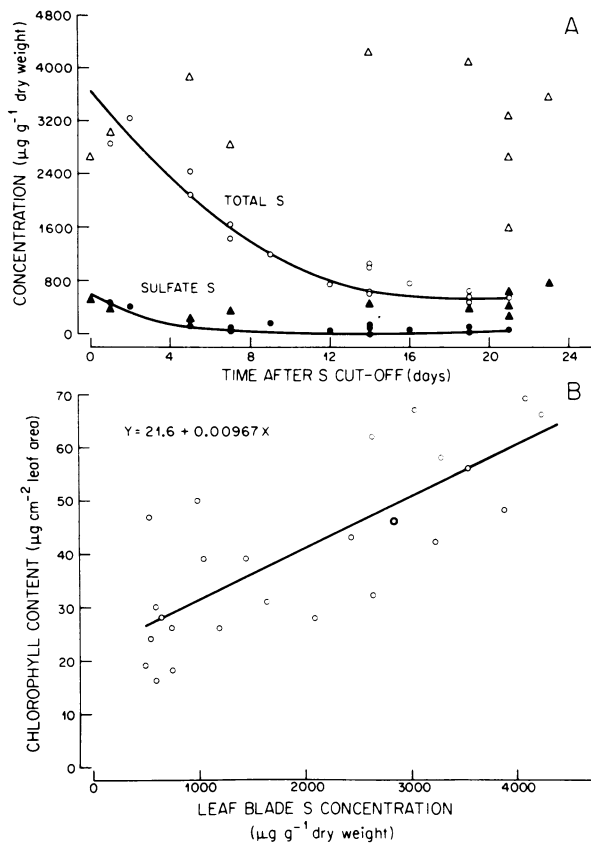 A
CONCENTRATION (μg g⁻¹ dry weight)
4800
4000
3200
2400
1600
800
0
TOTAL S
SULFATE S
0 4 8 12 16 20 24
TIME AFTER S CUT-OFF (days)
B
CHLOROPHYLL CONTENT (μg cm⁻² leaf area)
70
60
50
40
30
20
10
0
Y = 21.6 + 0.00967 X
0 1000 2000 3000 4000
LEAF BLADE S CONCENTRATION
(μg g⁻¹ dry weight)